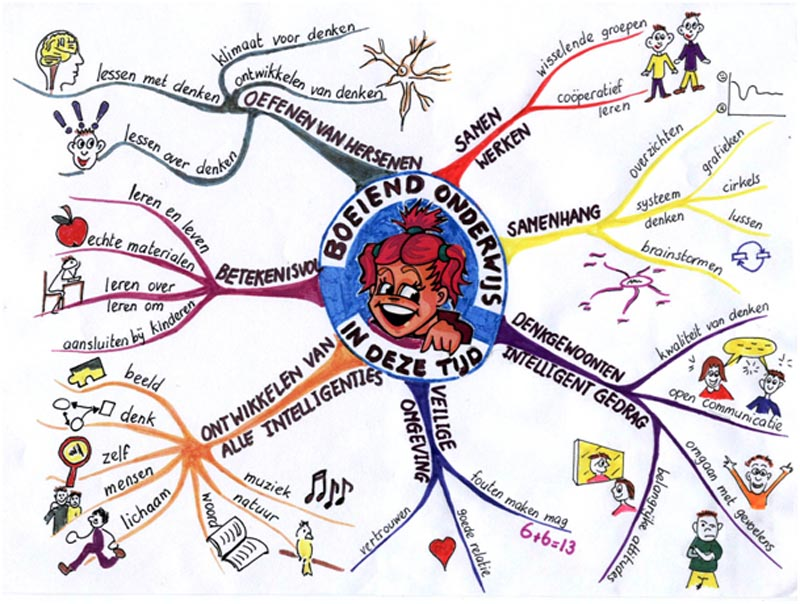 BOEIEND ONDERWIJS
IN DEZE TIJD
SAMEN
WERKEN
wisselende groepen
coöperatief
leren
SAMENHANG
overzichten
systeem
denken
grafieken
cirkels
lussen
brainstormen
DENKGEWOONTEN
INTELLIGENT GEDRAG
kwaliteit van denken
open communicatie
omgaan met gevoelens
belangrijke attitudes
VEILIGE
OMGEVING
fouten maken mag
6+6=13
goede relatie
vertrouwen
ONTWIKKELEN VAN
ALLE INTELLIGENTIES
beeld
denk
zelf
mensen
lichaam
woord
natuur
muziek
BETEKENISVOL
leren en leven
echte materialen
leren over
leren om
aansluiten bij kinderen
OEFENEN VAN HERSENEN
klimaat voor denken
ontwikkelen van denken
lessen met denken
lessen over denken
!!!